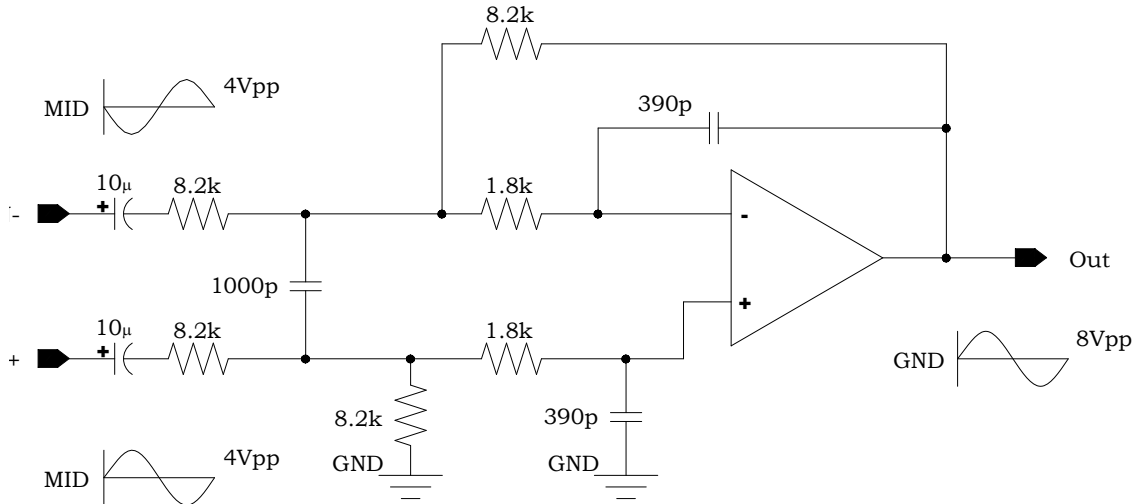 8.2k
4Vpp
MID
390p
10μ
8.2k
1.8k
+
-
-
Out
1000p
10μ
8.2k
1.8k
+
+
+
8Vpp
GND
8.2k
390p
GND
GND
4Vpp
MID